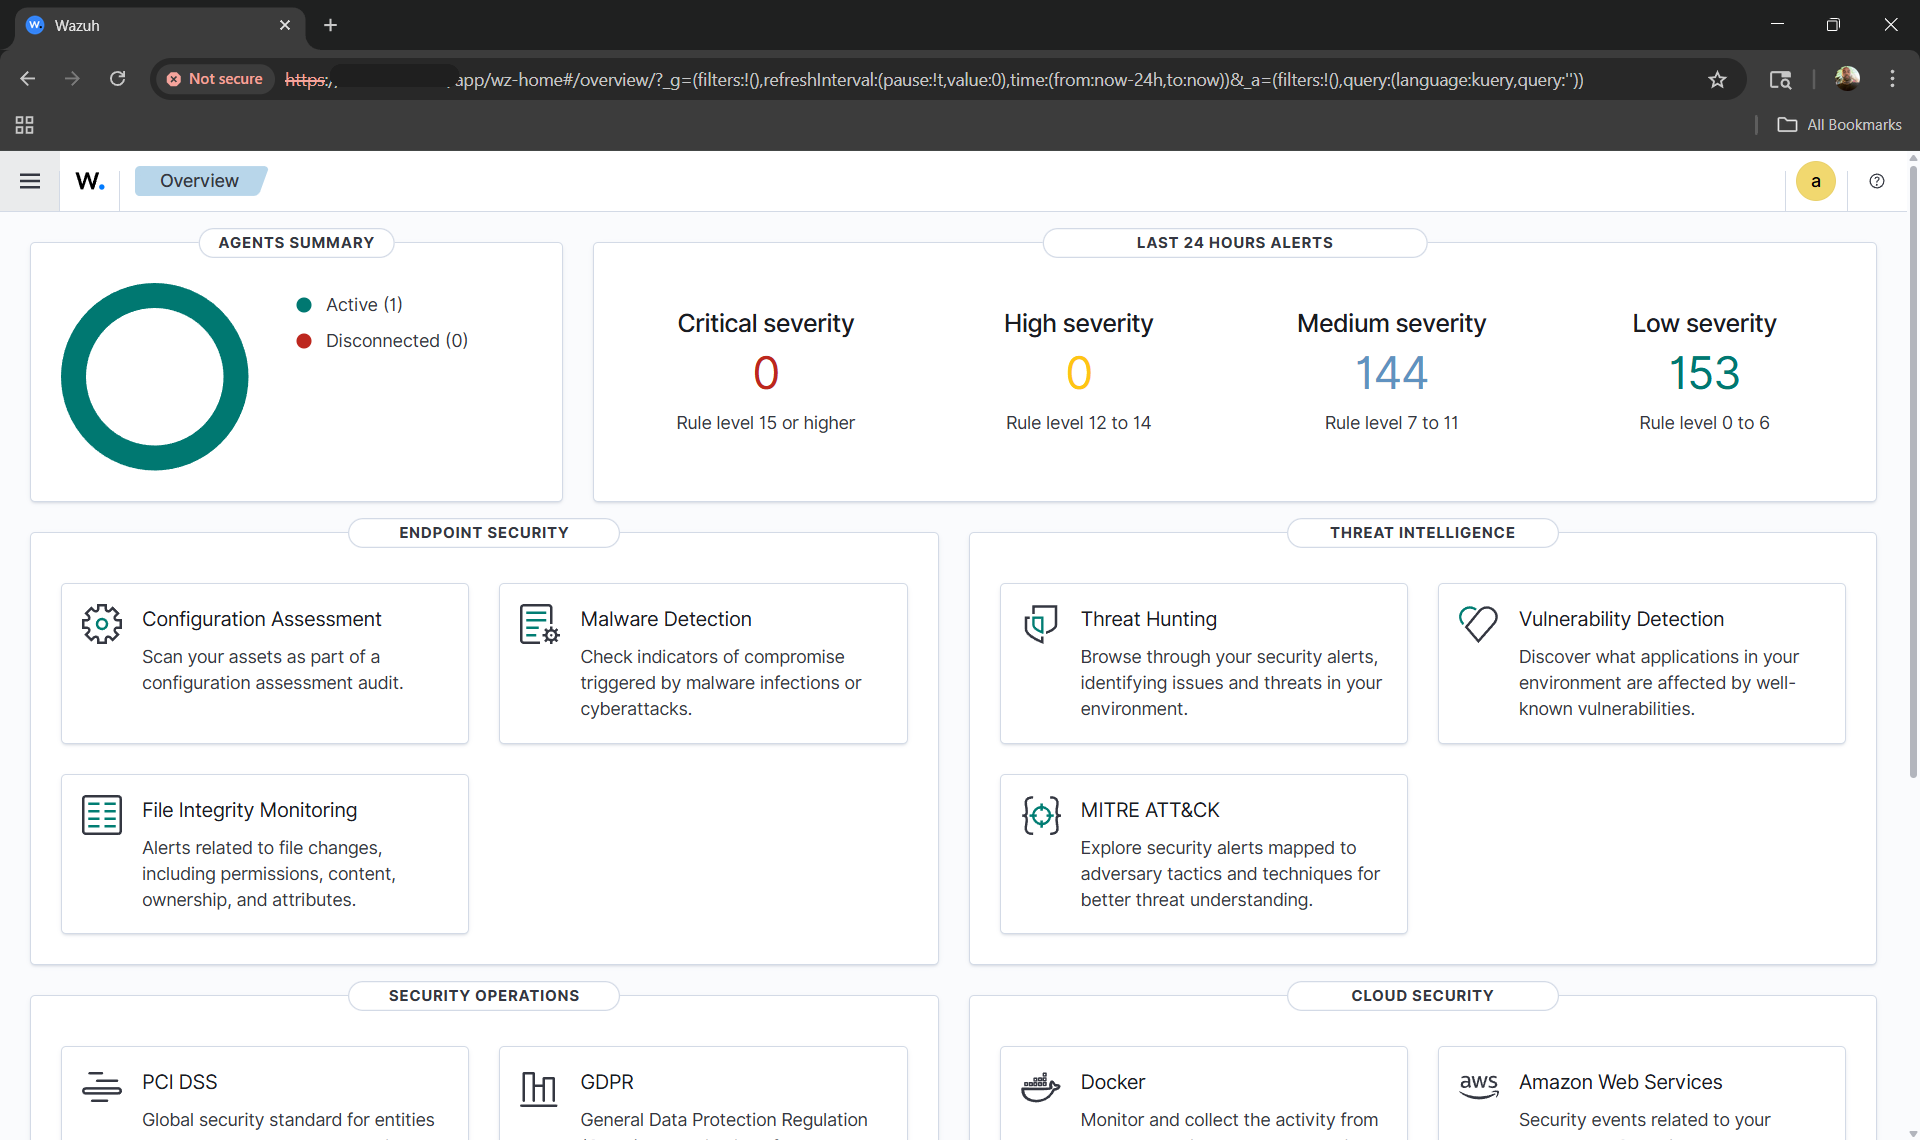 Wazuh
Not secure
https:/
app/wz-home#/overview/?_g=(filters:!(),refreshInterval:(pause:!t,value:0),time:(from:now-24h,to:now))&_a=(filters:!(),query:(language:kuery,query:''))
All Bookmarks
W.
Overview
a
AGENTS SUMMARY
Active (1)
Disconnected (0)
LAST 24 HOURS ALERTS
Critical severity
0
Rule level 15 or higher
High severity
0
Rule level 12 to 14
Medium severity
144
Rule level 7 to 11
Low severity
153
Rule level 0 to 6
ENDPOINT SECURITY
Configuration Assessment
Scan your assets as part of a
configuration assessment audit.
Malware Detection
Check indicators of compromise
triggered by malware infections or
cyberattacks.
File Integrity Monitoring
Alerts related to file changes,
including permissions, content,
ownership, and attributes.
THREAT INTELLIGENCE
Threat Hunting
Browse through your security alerts,
identifying issues and threats in your
environment.
Vulnerability Detection
Discover what applications in your
environment are affected by well-
known vulnerabilities.
MITRE ATT&CK
Explore security alerts mapped to
adversary tactics and techniques for
better threat understanding.
SECURITY OPERATIONS
PCI DSS
Global security standard for entities
GDPR
General Data Protection Regulation
CLOUD SECURITY
Docker
Monitor and collect the activity from
aws
Amazon Web Services
Security events related to your